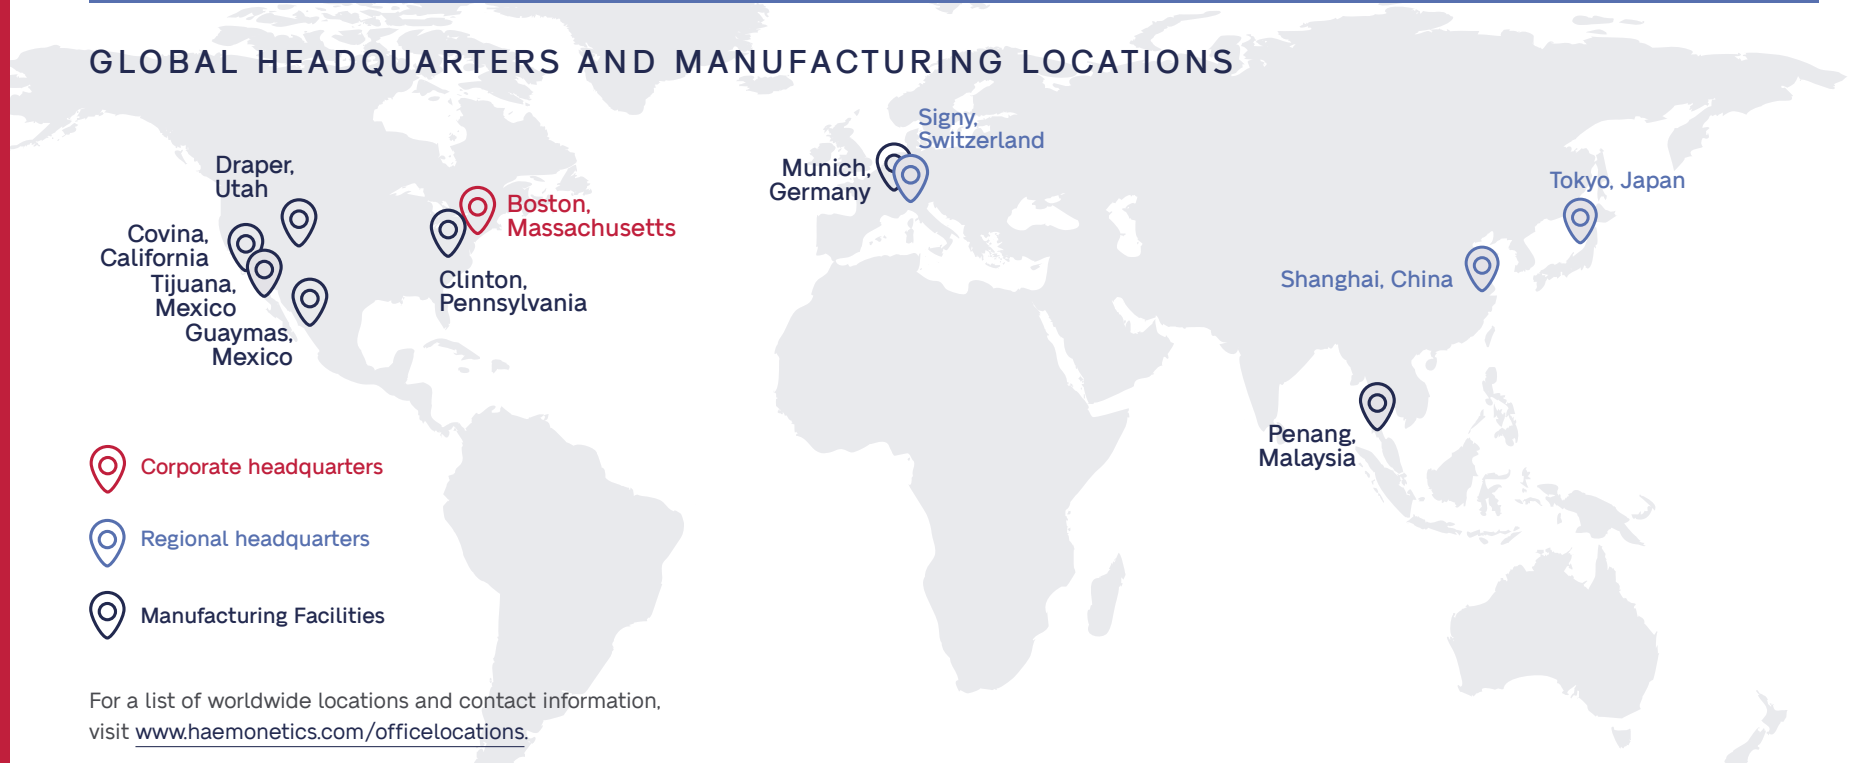 GLOBAL HEADQUARTERS AND MANUFACTURING LOCATIONS
Signy,
Switzerland
Munich,
Germany
Draper,
Utah
Tokyo, Japan
Boston,
Massachusetts
Covina,
California
Tijuana,
Mexico
Clinton,
Pennsylvania
Shanghai, China
Guaymas,
Mexico
Penang,
Malaysia
Corporate headquarters
Regional headquarters
Manufacturing Facilities
For a list of worldwide locations and contact information,
visit www.haemonetics.com/officelocations.